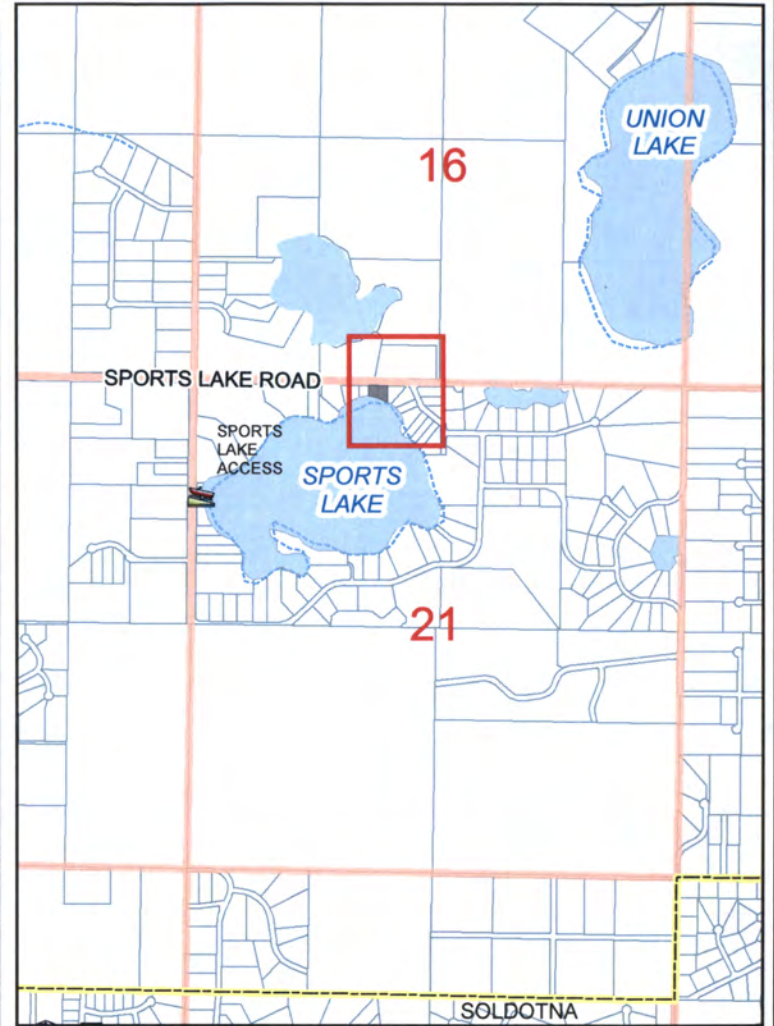 UNION
LAKE
16
SPORTS LAKE ROAD
SPORTS
LAKE
ACCESS
SPORTS
LAKE
21
SOLDOTNA